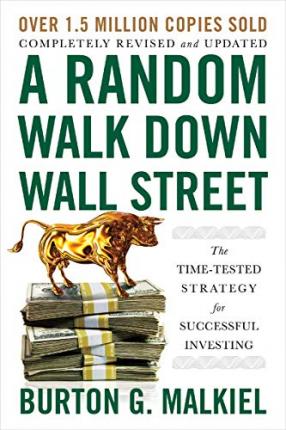 OVER 1.5 MILLION COPIES SOLD
COMPLETELY REVISED and UPDATED
A RANDOM
WALK DOWN
WALL STREET
The
TIME-TESTED
STRATEGY
for
SUCCESSFUL
INVESTING
BURTON G. MALKIEL